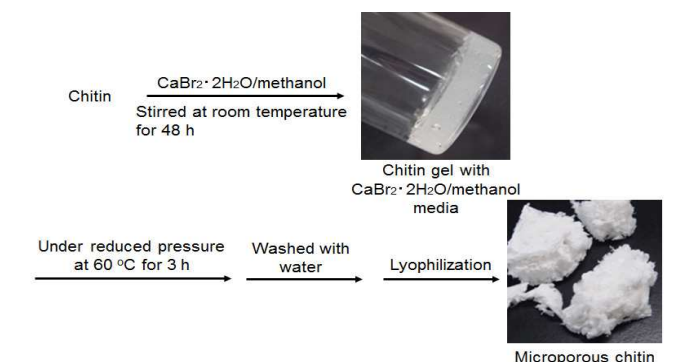 Chitin
CaBr₂·2H₂O/methanol
Stirred at room temperature
for 48 h
Chitin gel with
CaBr₂·2H₂O/methanol
media
Under reduced pressure
at 60 °C for 3 h
Washed with
water
Lyophilization
Microporous chitin